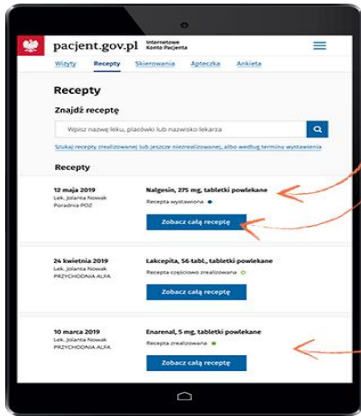 pacjent.gov.pl Internetowe
Konto Pacjenta
Wizyty Recepty Skierowania Apteczka Ankieta
Recepty
Znajdź receptę
Wpisz nazwę leku, placówki lub nazwisko lekarza
Szukaj recepty zrealizowanej lub jeszcze niezrealizowanej, albo według terminu wystawienia
Recepty
12 maja 2019
Lek. Jolanta Nowak
Poradnia POZ
Nalgesin, 275 mg, tabletki powlekane
Recepta wystawiona
Zobacz całą receptę
24 kwietnia 2019
Lek. Jolanta Nowak
PRZYCHODNIA ALFA
Lakcepita, 56 tabl., tabletki powlekane
Recepta częściowo zrealizowana
Zobacz całą receptę
10 marca 2019
Lek. Jolanta Nowak
PRZYCHODNIA ALFA
Enarenal, 5 mg, tabletki powlekane
Recepta zrealizowana
Zobacz całą receptę